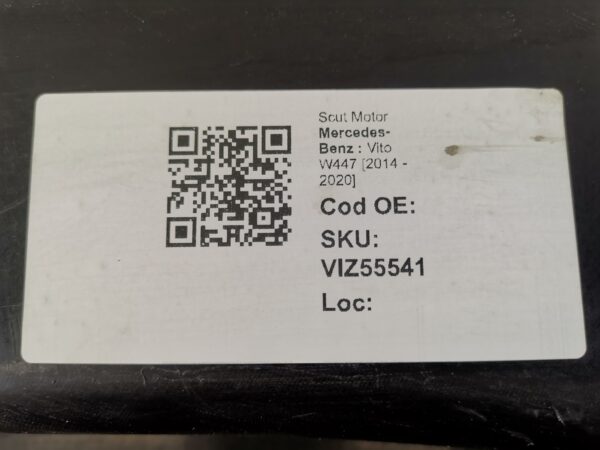 Scut Motor
Mercedes-
Benz : Vito
W447 [2014 -
2020]
Cod OE:
SKU:
VIZ55541
Loc: